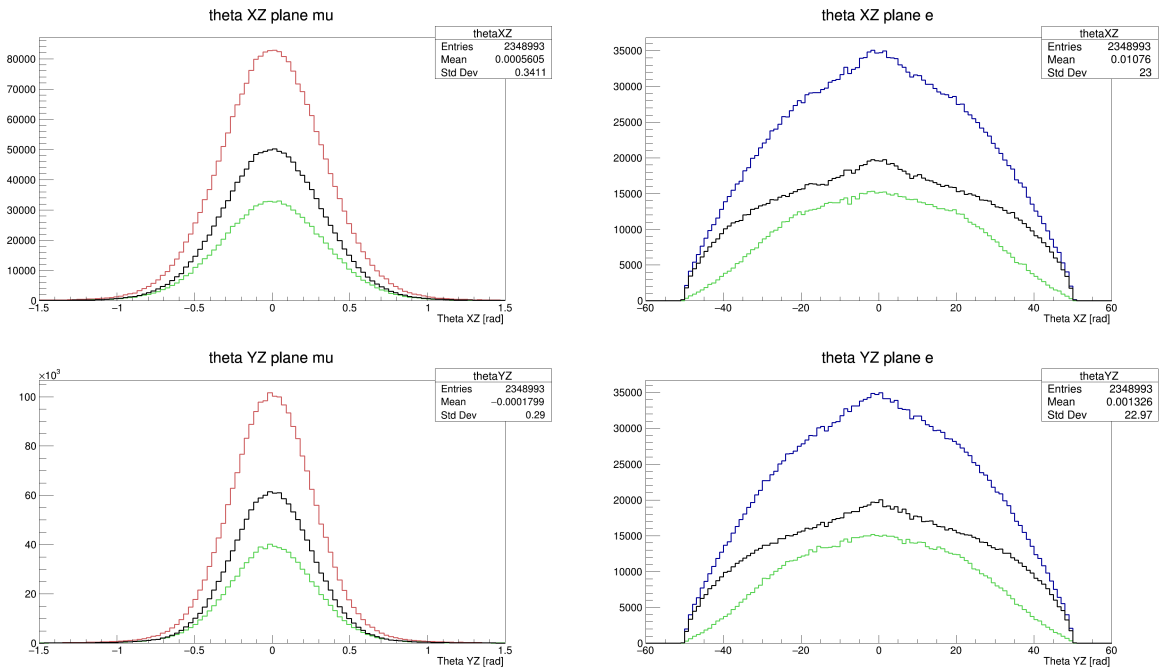 theta XZ plane mu
thetaXZ
Entries 2348993
Mean 0.0005605
Std Dev 0.3411
80000
70000
60000
50000
40000
30000
20000
10000
0
−1.5 −1 −0.5 0 0.5 1 1.5
Theta XZ [rad]
theta XZ plane e
thetaXZ
Entries 2348993
Mean 0.01076
Std Dev 23
35000
30000
25000
20000
15000
10000
5000
0
−60 −40 −20 0 20 40 60
Theta XZ [rad]
theta YZ plane mu
×10³
thetaYZ
Entries 2348993
Mean −0.0001799
Std Dev 0.29
100
80
60
40
20
0
−1.5 −1 −0.5 0 0.5 1 1.5
Theta YZ [rad]
theta YZ plane e
thetaYZ
Entries 2348993
Mean 0.001326
Std Dev 22.97
35000
30000
25000
20000
15000
10000
5000
0
−60 −40 −20 0 20 40 60
Theta YZ [rad]